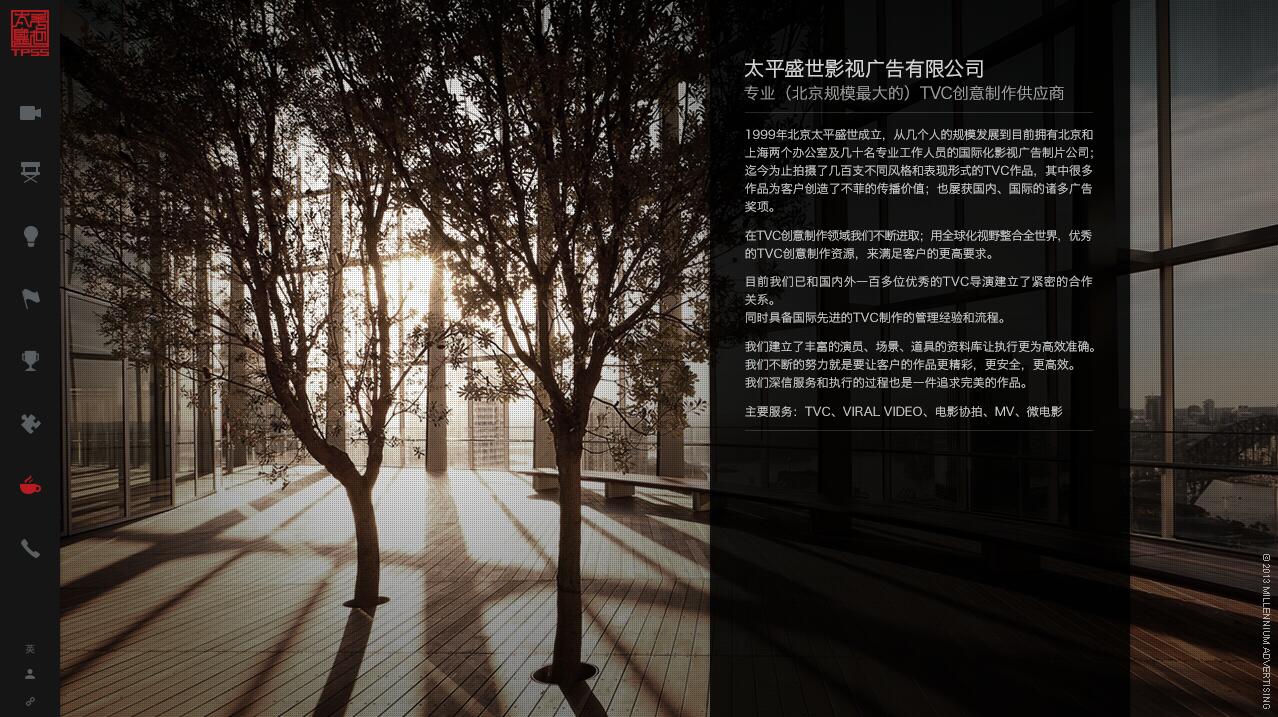 TPSS
太平盛世影视广告有限公司
专业（北京规模最大的）TVC创意制作供应商
1999年北京太平盛世成立，从几个人的规模发展到目前拥有北京和
上海两个办公室及几十名专业工作人员的国际化影视广告制片公司；
迄今为止拍摄了几百支不同风格和表现形式的TVC作品，其中很多
作品为客户创造了不菲的传播价值；也屡获国内、国际的诸多广告
奖项。
在TVC创意制作领域我们不断进取；用全球化视野整合全世界，优秀
的TVC创意制作资源，来满足客户的更高要求。
目前我们已和国内外一百多位优秀的TVC导演建立了紧密的合作
关系。
同时具备国际先进的TVC制作的管理经验和流程。
我们建立了丰富的演员、场景、道具的资料库让执行更为高效准确。
我们不断的努力就是要让客户的作品更精彩，更安全，更高效。
我们深信服务和执行的过程也是一件追求完美的作品。
主要服务：TVC、VIRAL VIDEO、电影协拍、MV、微电影
英
© 2013 MILLENNIUM ADVERTISING